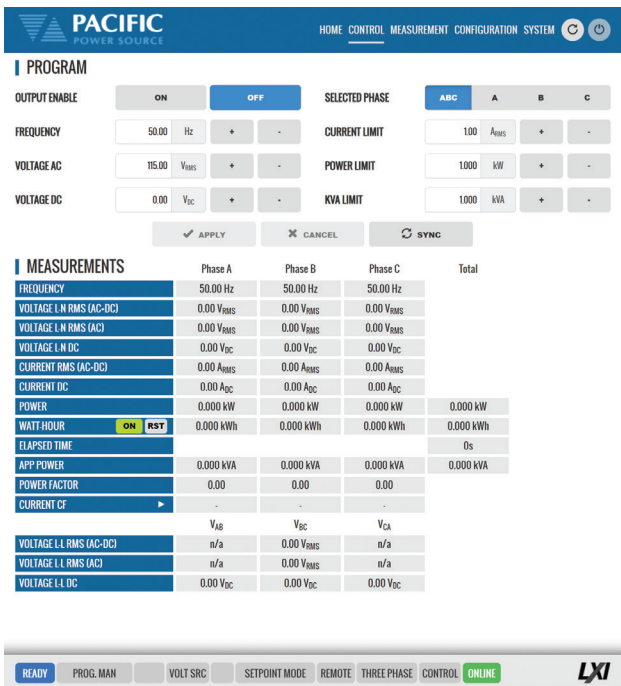 PACIFIC
POWER SOURCE
HOME CONTROL MEASUREMENT CONFIGURATION SYSTEM
PROGRAM
OUTPUT ENABLE ON OFF SELECTED PHASE ABC A B C
FREQUENCY 50.00 Hz + - CURRENT LIMIT 1.00 ARMS + -
VOLTAGE AC 115.00 VRMS + - POWER LIMIT 1.000 kW + -
VOLTAGE DC 0.00 VDC + - KVA LIMIT 1.000 kVA + -
APPLY CANCEL SYNC
MEASUREMENTS Phase A Phase B Phase C Total
FREQUENCY 50.00 Hz 50.00 Hz 50.00 Hz
VOLTAGE L-N RMS (AC-DC) 0.00 VRMS 0.00 VRMS 0.00 VRMS
VOLTAGE L-N RMS (AC) 0.00 VRMS 0.00 VRMS 0.00 VRMS
VOLTAGE L-N DC 0.00 VDC 0.00 VDC 0.00 VDC
CURRENT RMS (AC-DC) 0.00 ARMS 0.00 ARMS 0.00 ARMS
CURRENT DC 0.00 ADC 0.00 ADC 0.00 ADC
POWER 0.000 kW 0.000 kW 0.000 kW 0.000 kW
WATT-HOUR ON RST 0.000 kWh 0.000 kWh 0.000 kWh 0.000 kWh
ELAPSED TIME 0s
APP POWER 0.000 kVA 0.000 kVA 0.000 kVA 0.000 kVA
POWER FACTOR 0.00 0.00 0.00
CURRENT CF - - -
VAB VBC VCA
VOLTAGE L-L RMS (AC-DC) n/a 0.00 VRMS n/a
VOLTAGE L-L RMS (AC) n/a 0.00 VRMS n/a
VOLTAGE L-L DC 0.00 VDC 0.00 VDC 0.00 VDC
READY PROG. MAN VOLT SRC SETPOINT MODE REMOTE THREE PHASE CONTROL ONLINE LXI